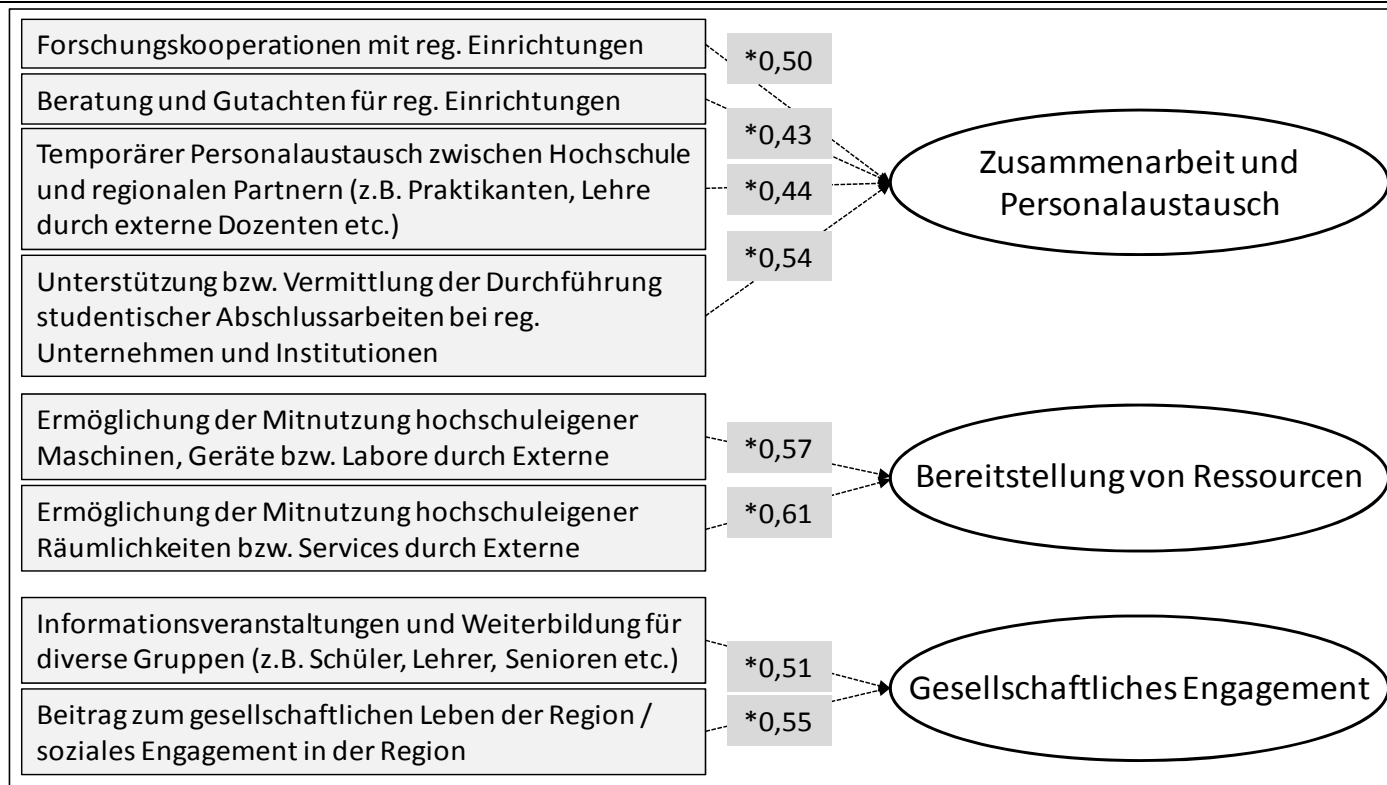 Forschungskooperationen mit reg. Einrichtungen
*0,50
Beratung und Gutachten für reg. Einrichtungen
*0,43
Temporärer Personalaustausch zwischen Hochschule
und regionalen Partnern (z.B. Praktikanten, Lehre
durch externe Dozenten etc.)
*0,44
Unterstützung bzw. Vermittlung der Durchführung
studentischer Abschlussarbeiten bei reg.
Unternehmen und Institutionen
*0,54
Zusammenarbeit und
Personalaustausch
Ermöglichung der Mitnutzung hochschuleigener
Maschinen, Geräte bzw. Labore durch Externe
*0,57
Ermöglichung der Mitnutzung hochschuleigener
Räumlichkeiten bzw. Services durch Externe
*0,61
Bereitstellung von Ressourcen
Informationsveranstaltungen und Weiterbildung für
diverse Gruppen (z.B. Schüler, Lehrer, Senioren etc.)
*0,51
Beitrag zum gesellschaftlichen Leben der Region /
soziales Engagement in der Region
*0,55
Gesellschaftliches Engagement